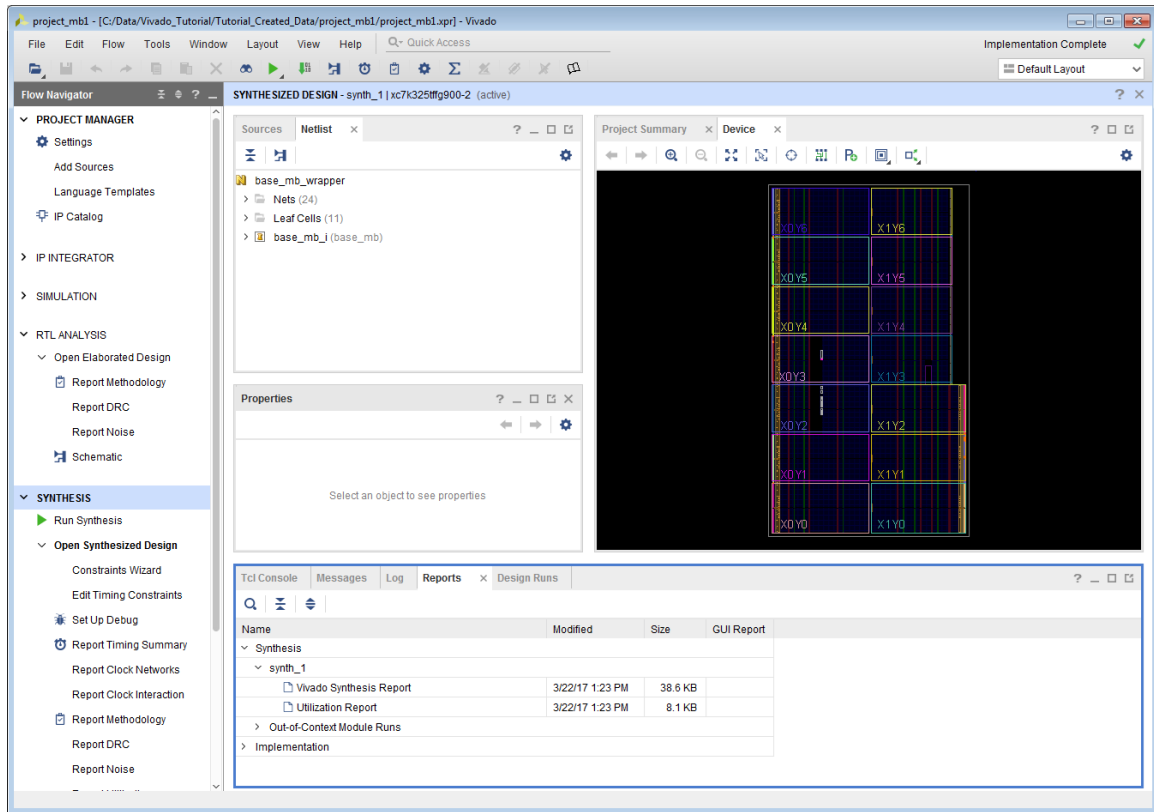 project_mb1 - [C:/Data/Vivado_Tutorial/Tutorial_Created_Data/project_mb1/project_mb1.xpr] - Vivado
File Edit Flow Tools Window Layout View Help Quick Access Implementation Complete
Default Layout
Flow Navigator
SYNTHESIZED DESIGN - synth_1 | xc7k325tffg900-2 (active)
PROJECT MANAGER
Settings
Add Sources
Language Templates
IP Catalog
IP INTEGRATOR
SIMULATION
RTL ANALYSIS
Open Elaborated Design
Report Methodology
Report DRC
Report Noise
Schematic
SYNTHESIS
Run Synthesis
Open Synthesized Design
Constraints Wizard
Edit Timing Constraints
Set Up Debug
Report Timing Summary
Report Clock Networks
Report Clock Interaction
Report Methodology
Report DRC
Report Noise
Sources Netlist
base_mb_wrapper
Nets (24)
Leaf Cells (11)
base_mb_i (base_mb)
Properties
Select an object to see properties
Project Summary Device
X0Y6 X1Y6
X0Y5 X1Y5
X0Y4 X1Y4
X0Y3 X1Y3
X0Y2 X1Y2
X0Y1 X1Y1
X0Y0 X1Y0
Tcl Console Messages Log Reports Design Runs
Name Modified Size GUI Report
Synthesis
synth_1
Vivado Synthesis Report 3/22/17 1:23 PM 38.6 KB
Utilization Report 3/22/17 1:23 PM 8.1 KB
Out-of-Context Module Runs
Implementation